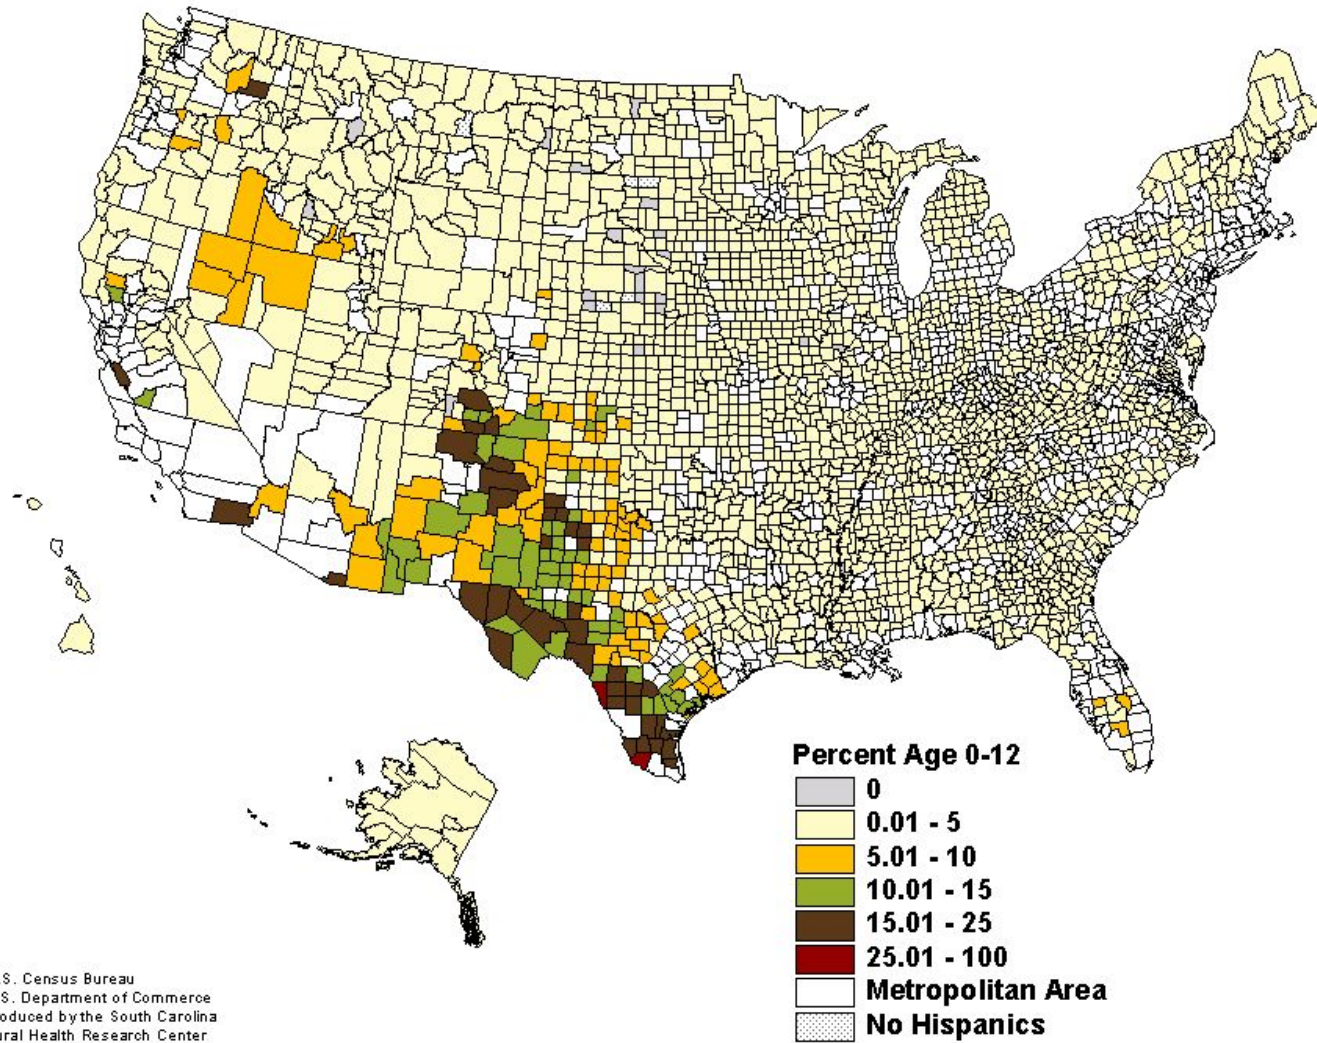 Percent Age 0-12
0
0.01 - 5
5.01 - 10
10.01 - 15
15.01 - 25
25.01 - 100
Metropolitan Area
No Hispanics
.S. Census Bureau
S. Department of Commerce
oduced by the South Carolina
ural Health Research Center